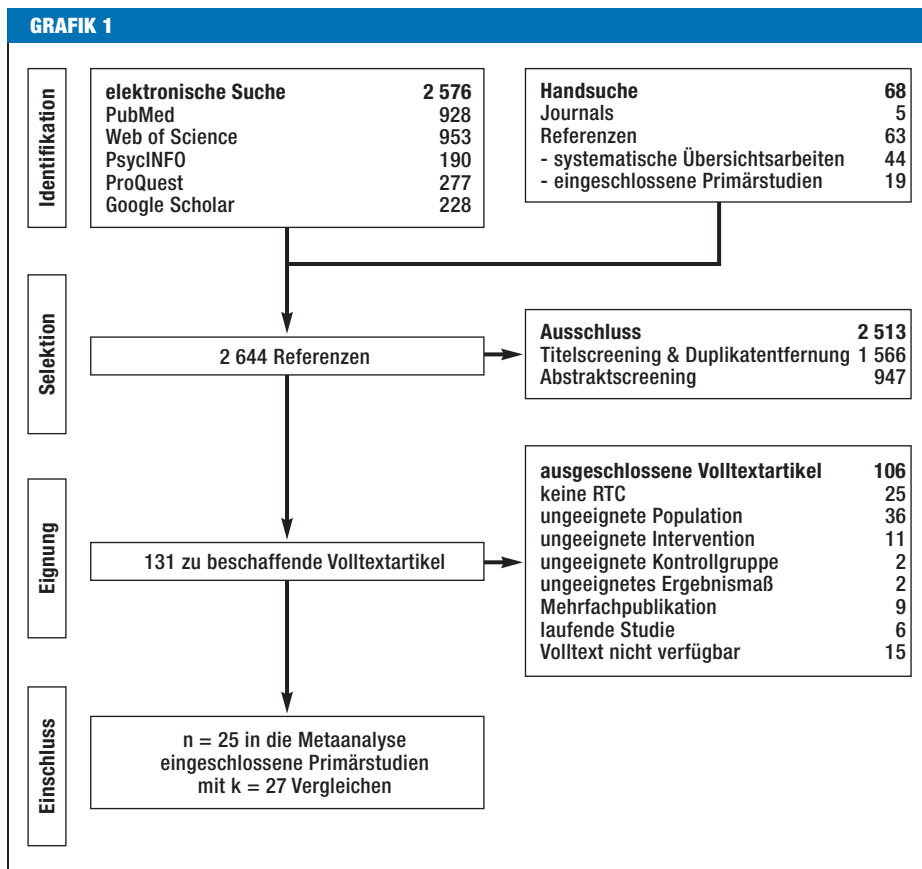 GRAFIK 1
Identifikation
elektronische Suche 2 576
PubMed 928
Web of Science 953
PsycINFO 190
ProQuest 277
Google Scholar 228
Handsuche 68
Journals 5
Referenzen 63
- systematische Übersichtsarbeiten 44
- eingeschlossene Primärstudien 19
Selektion
2 644 Referenzen
Ausschluss 2 513
Titelscreening & Duplikatentfernung 1 566
Abstraktscreening 947
Eignung
131 zu beschaffende Volltextartikel
ausgeschlossene Volltextartikel 106
keine RTC 25
ungeeignete Population 36
ungeeignete Intervention 11
ungeeignete Kontrollgruppe 2
ungeeignetes Ergebnismaß 2
Mehrfachpublikation 9
laufende Studie 6
Volltext nicht verfügbar 15
Einschluss
n = 25 in die Metaanalyse
eingeschlossene Primärstudien
mit k = 27 Vergleichen